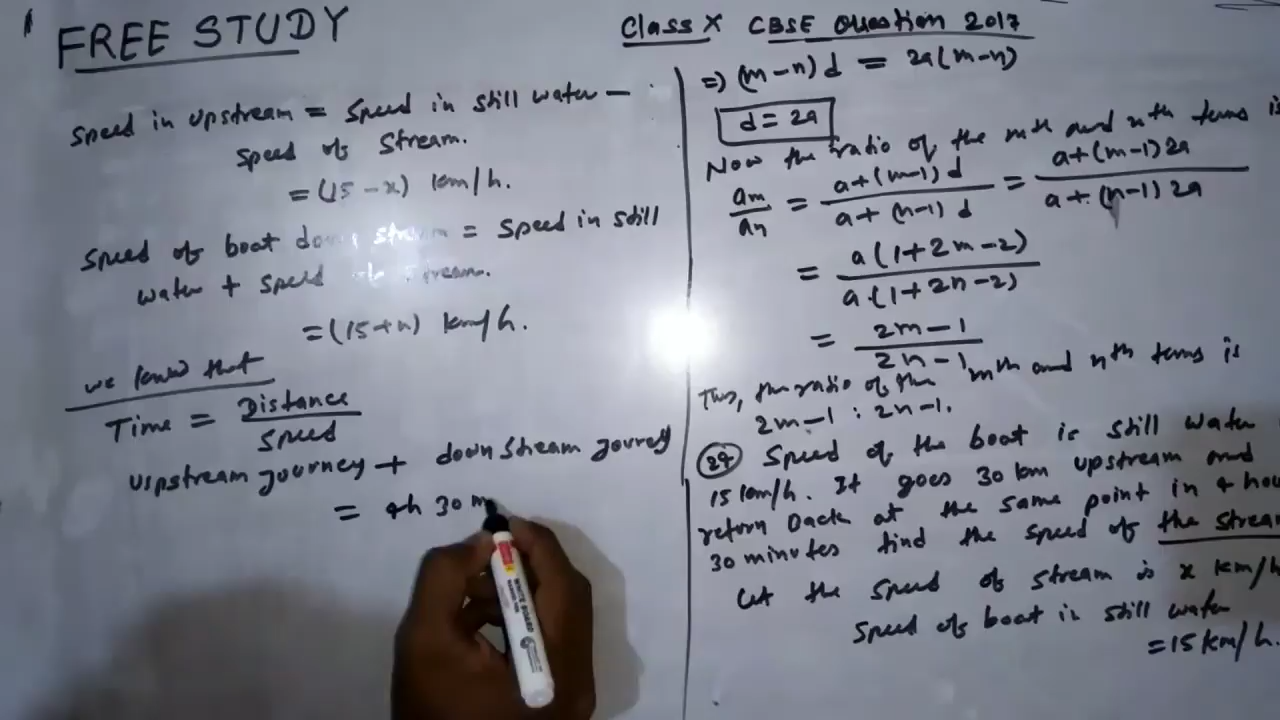 FREE STUDY
Class X CBSE Question 2017
Speed in upstream = Speed in still water –
Speed of Stream.
= (15 – x) km/h.
Speed of boat down stream = Speed in still
water + speed stream.
= (15 + x) km/h.
we know that
Time = Distance / Speed
Uspstream journey + down stream journey
= 4h 30 m
⇒ (m – n) d = 2a (m – n)
d = 2a
Now the ratio of the mth and nth terms is
am / an = a + (m – 1) d / a + (n – 1) d = a + (m – 1) 2a / a + (n – 1) 2a
= a (1 + 2m – 2) / a (1 + 2n – 2)
= 2m – 1 / 2n – 1
Thus, the ratio of the mth and nth terms is
2m – 1 : 2n – 1.
Speed of the boat is still water
15 km/h. It goes 30 km upstream and
return back at the same point in 4 hou
30 minutes find the speed of the stream
Let the speed of stream is x km/h
Speed of boat in still water
= 15 km/h.
WHITE BOARD